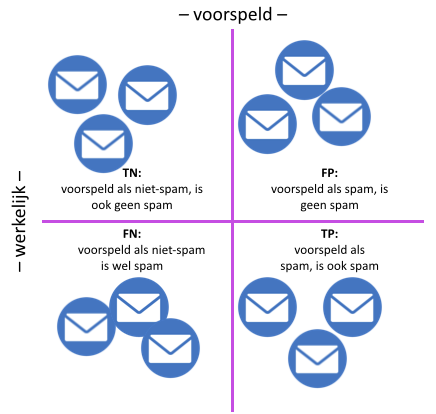 – voorspeld –
– werkelijk –
TN:
voorspeld als niet-spam, is
ook geen spam
FP:
voorspeld als spam, is
geen spam
FN:
voorspeld als niet-spam
is wel spam
TP:
voorspeld als
spam, is ook spam